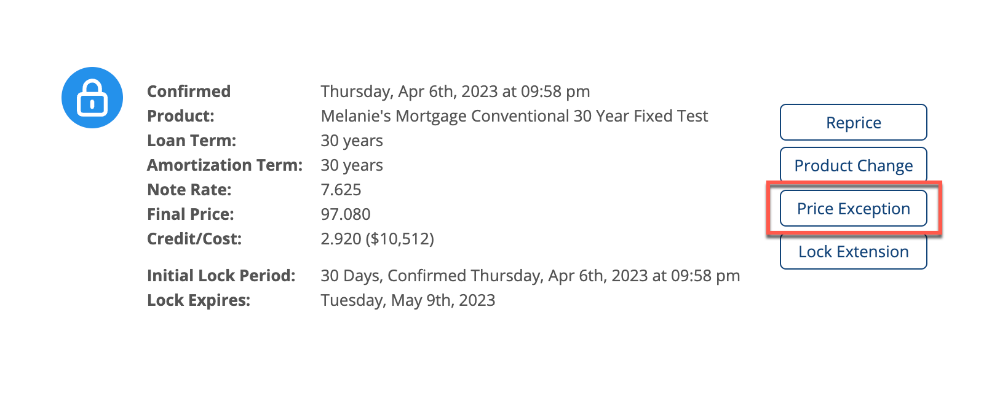 Confirmed Thursday, Apr 6th, 2023 at 09:58 pm
Product: Melanie's Mortgage Conventional 30 Year Fixed Test
Loan Term: 30 years
Amortization Term: 30 years
Note Rate: 7.625
Final Price: 97.080
Credit/Cost: 2.920 ($10,512)
Initial Lock Period: 30 Days, Confirmed Thursday, Apr 6th, 2023 at 09:58 pm
Lock Expires: Tuesday, May 9th, 2023
Reprice
Product Change
Price Exception
Lock Extension